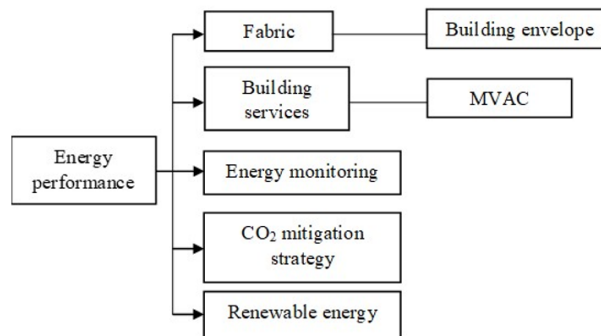 Fabric
Building envelope
Building
services
MVAC
Energy
performance
Energy monitoring
CO₂ mitigation
strategy
Renewable energy